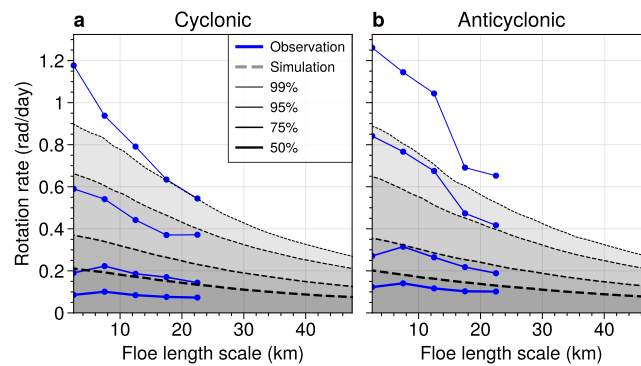 a Cyclonic
b Anticyclonic
Rotation rate (rad/day)
1.2
1
0.8
0.6
0.4
0.2
0
Observation
Simulation
99%
95%
75%
50%
10 20 30 40
10 20 30 40
Floe length scale (km)
Floe length scale (km)